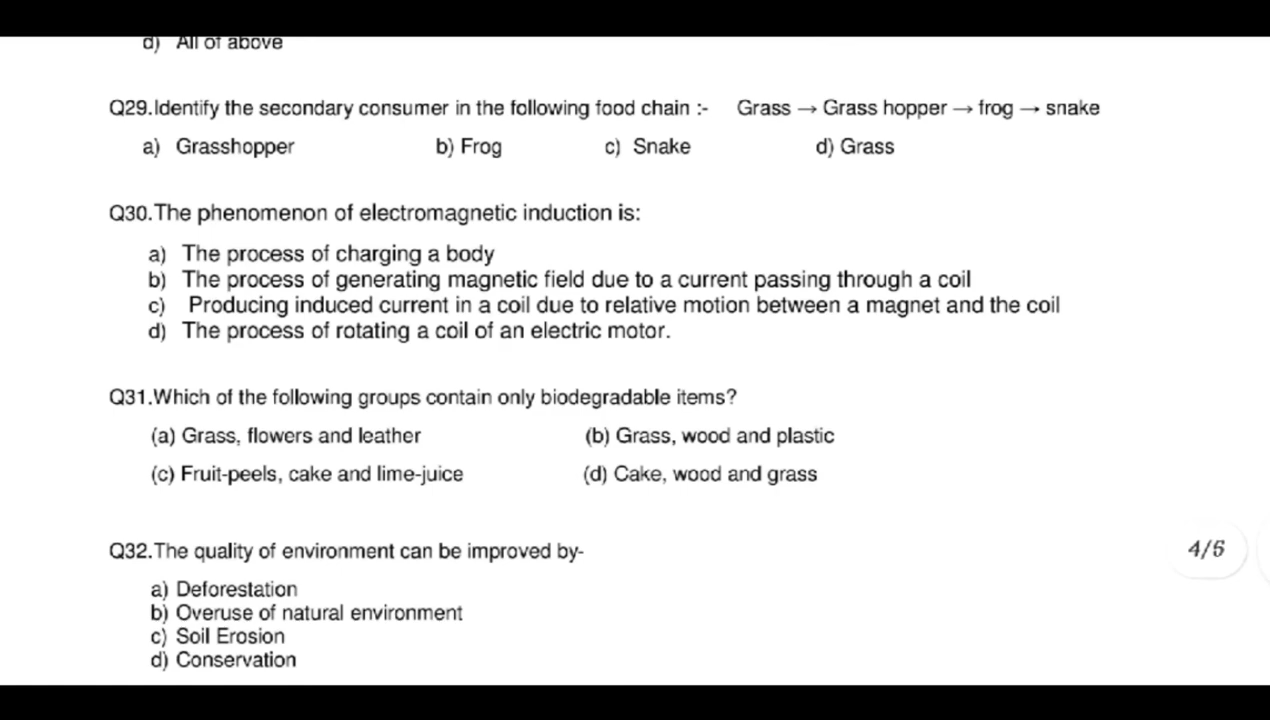 d) All of above
Q29.Identify the secondary consumer in the following food chain :- Grass → Grass hopper → frog → snake
a) Grasshopper b) Frog c) Snake d) Grass
Q30.The phenomenon of electromagnetic induction is:
a) The process of charging a body
b) The process of generating magnetic field due to a current passing through a coil
c) Producing induced current in a coil due to relative motion between a magnet and the coil
d) The process of rotating a coil of an electric motor.
Q31.Which of the following groups contain only biodegradable items?
(a) Grass, flowers and leather (b) Grass, wood and plastic
(c) Fruit-peels, cake and lime-juice (d) Cake, wood and grass
Q32.The quality of environment can be improved by-
4/5
a) Deforestation
b) Overuse of natural environment
c) Soil Erosion
d) Conservation